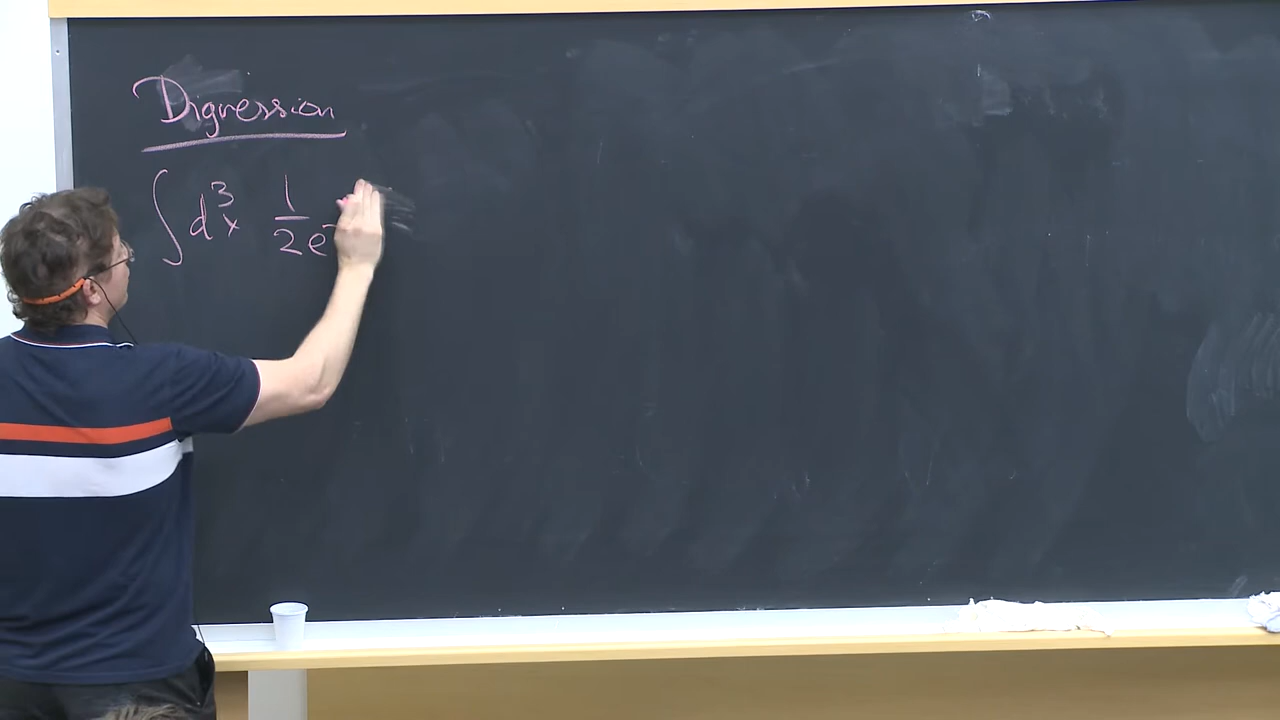 Digression
∫ d³x 1/2e